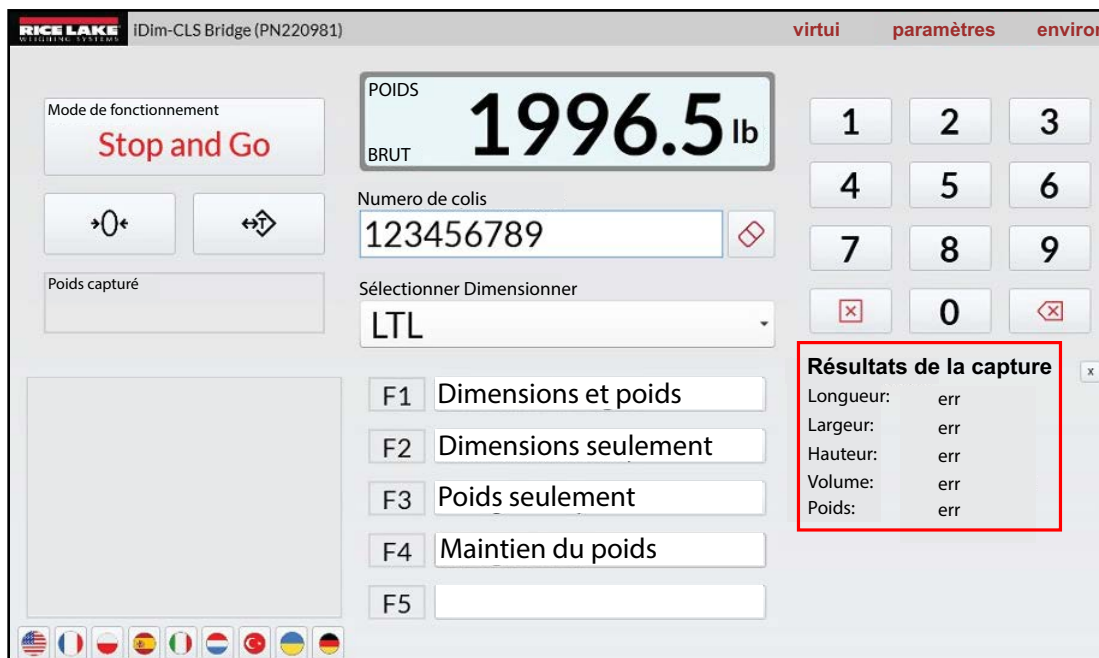 RICE LAKE
WEIGHING SYSTEMS
iDim-CLS Bridge (PN220981)
virtui
paramètres
environ
Mode de fonctionnement
Stop and Go
→0←
↔T
Poids capturé
POIDS
1996.5 lb
BRUT
Numero de colis
123456789
Sélectionner Dimensionner
LTL
F1 Dimensions et poids
F2 Dimensions seulement
F3 Poids seulement
F4 Maintien du poids
F5
1 2 3
4 5 6
7 8 9
0
Résultats de la capture
x
Longueur: err
Largeur: err
Hauteur: err
Volume: err
Poids: err